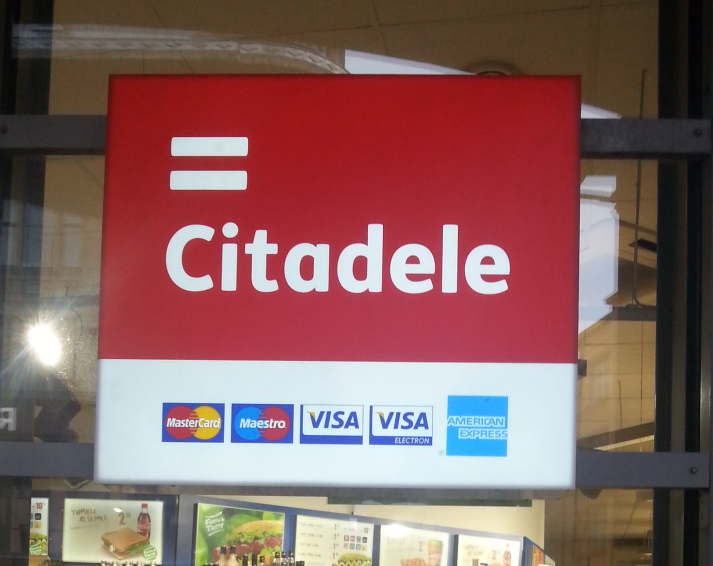 Citadele
MasterCard
Maestro
VISA
VISA
ELECTRON
AMERICAN
EXPRESS